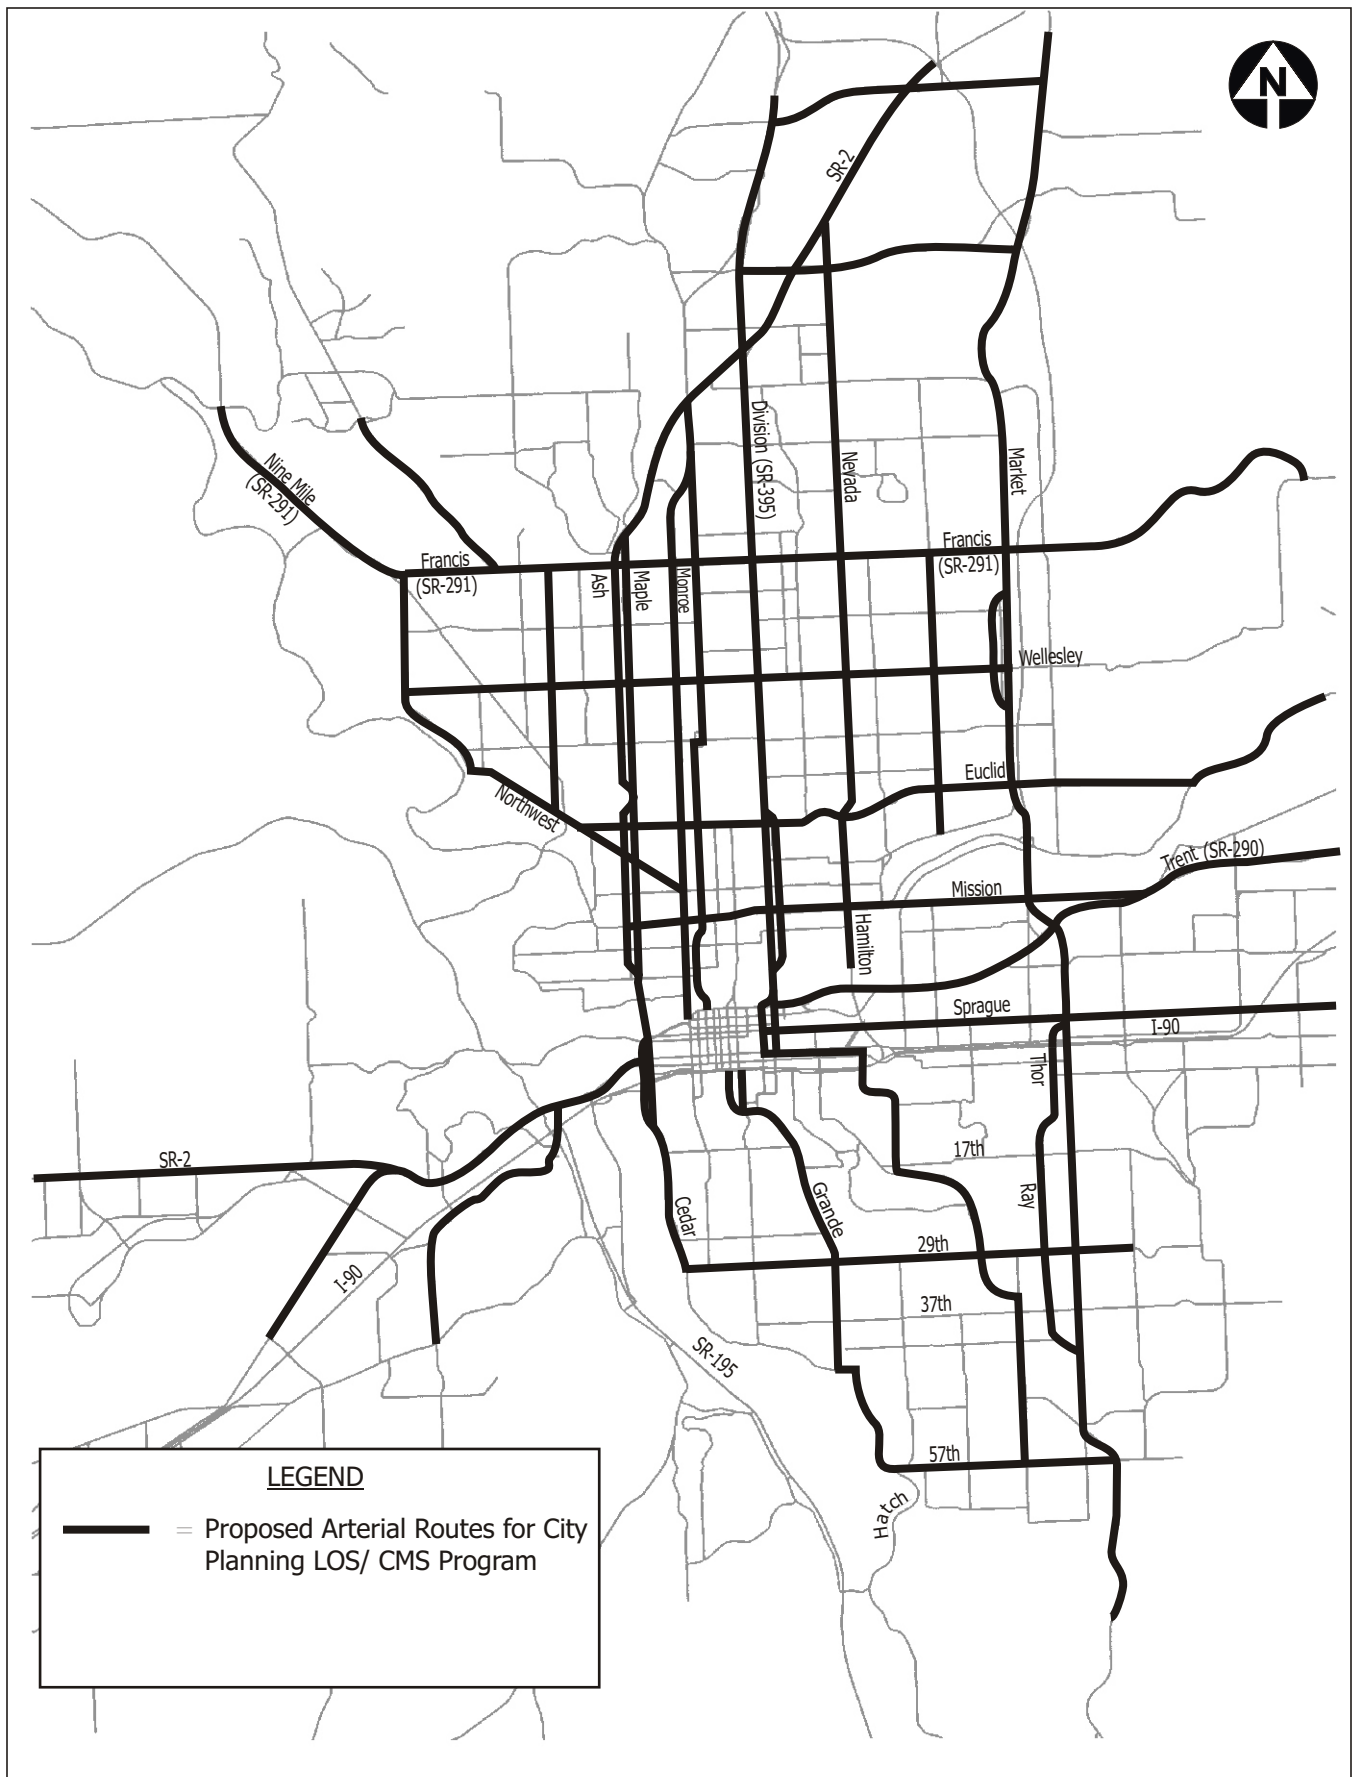 N
SR-2
Division (SR-395)
Nevada
Market
Nine Mile
(SR-291)
Francis
(SR-291)
Francis
(SR-291)
Ash
Maple
Monroe
Wellesley
Euclid
Northwest
Trent (SR-290)
Mission
Hamilton
Sprague
I-90
Thor
17th
SR-2
Ray
Cedar
Grande
29th
I-90
37th
SR-195
57th
Hatch
LEGEND
Proposed Arterial Routes for City
Planning LOS/ CMS Program